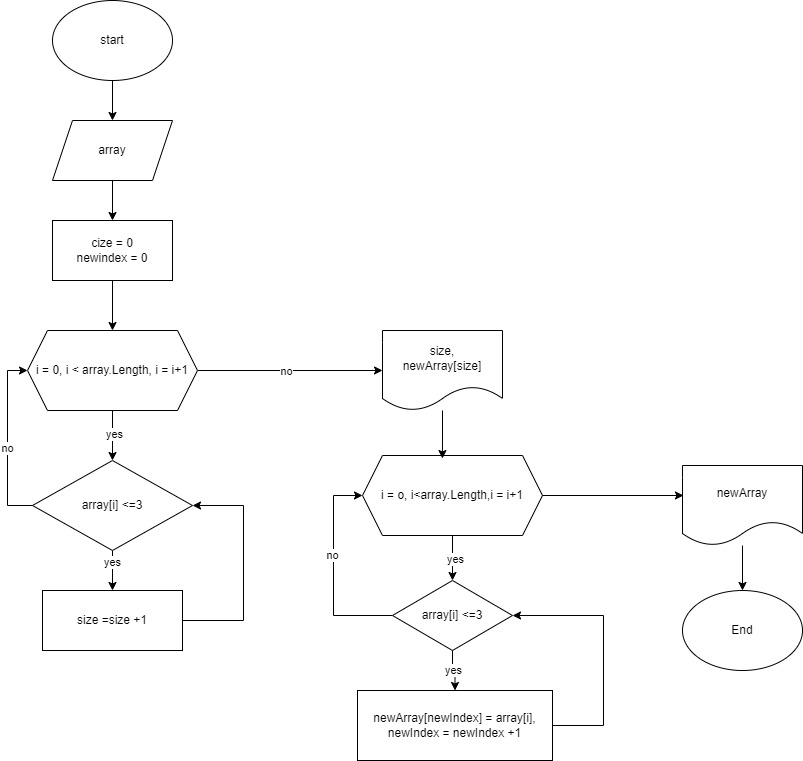 start
array
cize = 0
newindex = 0
i = 0, i < array.Length, i = i+1
no
size,
newArray[size]
yes
no
array[i] <=3
yes
size =size +1
i = o, i<array.Length,i = i+1
newArray
yes
no
array[i] <=3
End
yes
newArray[newIndex] = array[i],
newIndex = newIndex +1